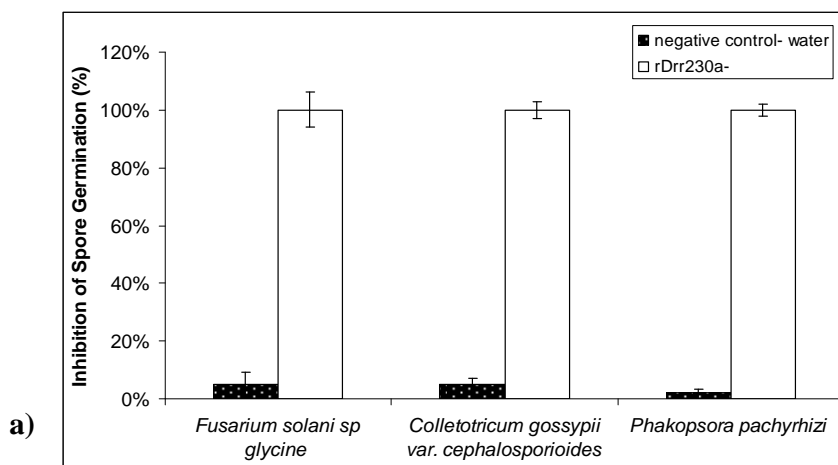 120%
negative control- water
rDrr230a-
100%
80%
60%
40%
20%
0%
Inhibition of Spore Germination (%)
Fusarium solani sp
glycine
Colletotricum gossypii
var. cephalosporioides
Phakopsora pachyrhizi
a)